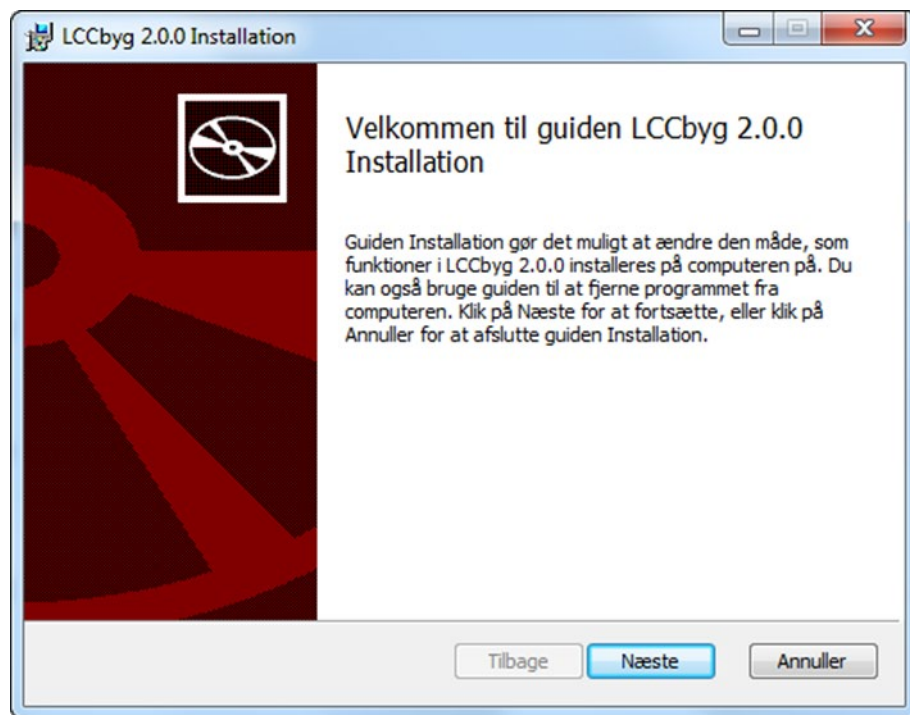 LCCbyg 2.0.0 Installation
Velkommen til guiden LCCbyg 2.0.0
Installation
Guiden Installation gør det muligt at ændre den måde, som
funktioner i LCCbyg 2.0.0 installeres på computeren på. Du
kan også bruge guiden til at fjerne programmet fra
computeren. Klik på Næste for at fortsætte, eller klik på
Annuller for at afslutte guiden Installation.
Tilbage Næste Annuller